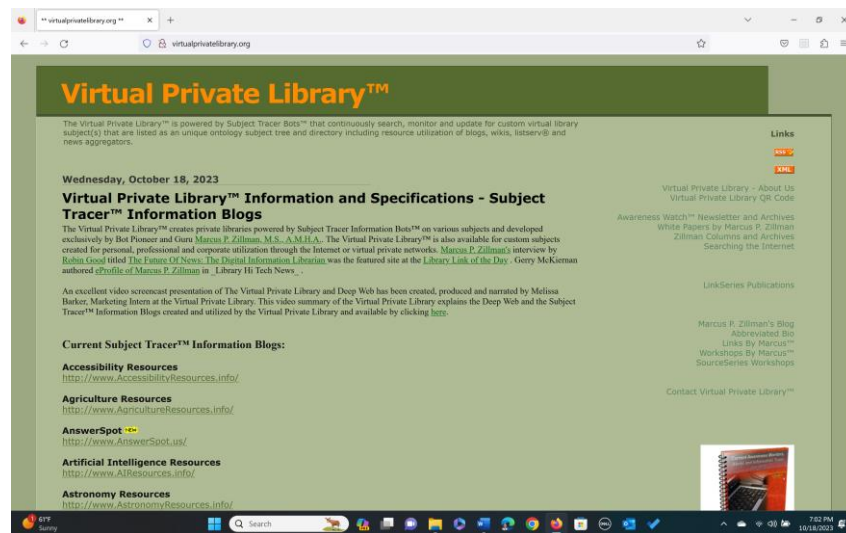 ** virtualprivatelibrary.org **
virtualprivatelibrary.org
Virtual Private Library™
The Virtual Private Library™ is powered by Subject Tracer Bots™ that continuously search, monitor and update for custom virtual library
subject(s) that are listed as an unique ontology subject tree and directory including resource utilization of blogs, wikis, listserv® and
news aggregators.
Wednesday, October 18, 2023
Virtual Private Library™ Information and Specifications - Subject
Tracer™ Information Blogs
The Virtual Private Library™ creates private libraries powered by Subject Tracer Information Bots™ on various subjects and developed
exclusively by Bot Pioneer and Guru Marcus P. Zillman, M.S., A.M.H.A.. The Virtual Private Library™ is also available for custom subjects
created for personal, professional and corporate utilization through the Internet or virtual private networks. Marcus P. Zillman's interview by
Robin Good titled The Future Of News: The Digital Information Librarian was the featured site at the Library Link of the Day . Gerry McKiernan
authored eProfile of Marcus P. Zillman in _Library Hi Tech News_ .
An excellent video screencast presentation of The Virtual Private Library and Deep Web has been created, produced and narrated by Melissa
Barker, Marketing Intern at the Virtual Private Library. This video summary of the Virtual Private Library explains the Deep Web and the Subject
Tracer™ Information Blogs created and utilized by the Virtual Private Library and available by clicking here.
Current Subject Tracer™ Information Blogs:
Accessibility Resources
http://www.AccessibilityResources.info/
Agriculture Resources
http://www.AgricultureResources.info/
AnswerSpot NEW
http://www.AnswerSpot.us/
Artificial Intelligence Resources
http://www.AIResources.info/
Astronomy Resources
http://www.AstronomyResources.info/
Links
RSS
XML
Virtual Private Library - About Us
Virtual Private Library QR Code
Awareness Watch™ Newsletter and Archives
White Papers by Marcus P. Zillman
Zillman Columns and Archives
Searching the Internet
LinkSeries Publications
Marcus P. Zillman's Blog
Abbreviated Bio
Links By Marcus™
Workshops By Marcus™
SourceSeries Workshops
Contact Virtual Private Library™
61°F
Sunny
Search
7:02 PM
10/18/2023